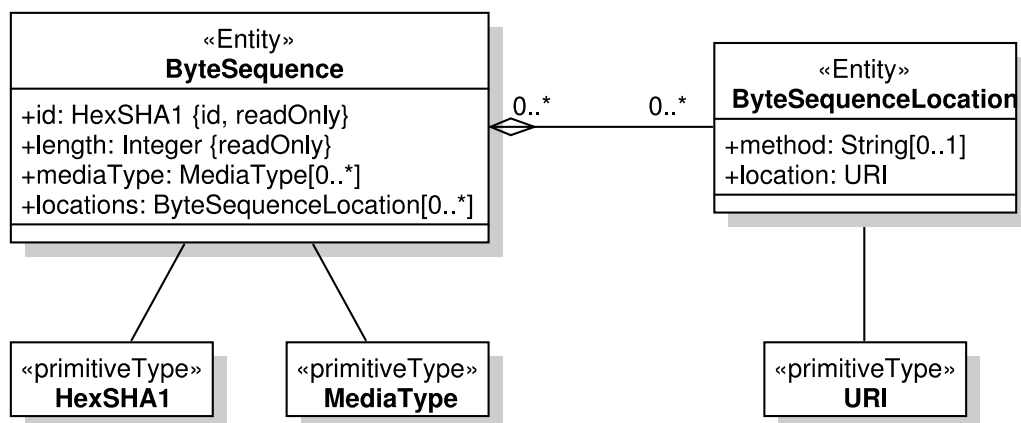 «Entity»
ByteSequence
+id: HexSHA1 {id, readOnly}
+length: Integer {readOnly}
+mediaType: MediaType[0..*]
+locations: ByteSequenceLocation[0..*]
0..*
0..*
«Entity»
ByteSequenceLocation
+method: String[0..1]
+location: URI
«primitiveType»
HexSHA1
«primitiveType»
MediaType
«primitiveType»
URI